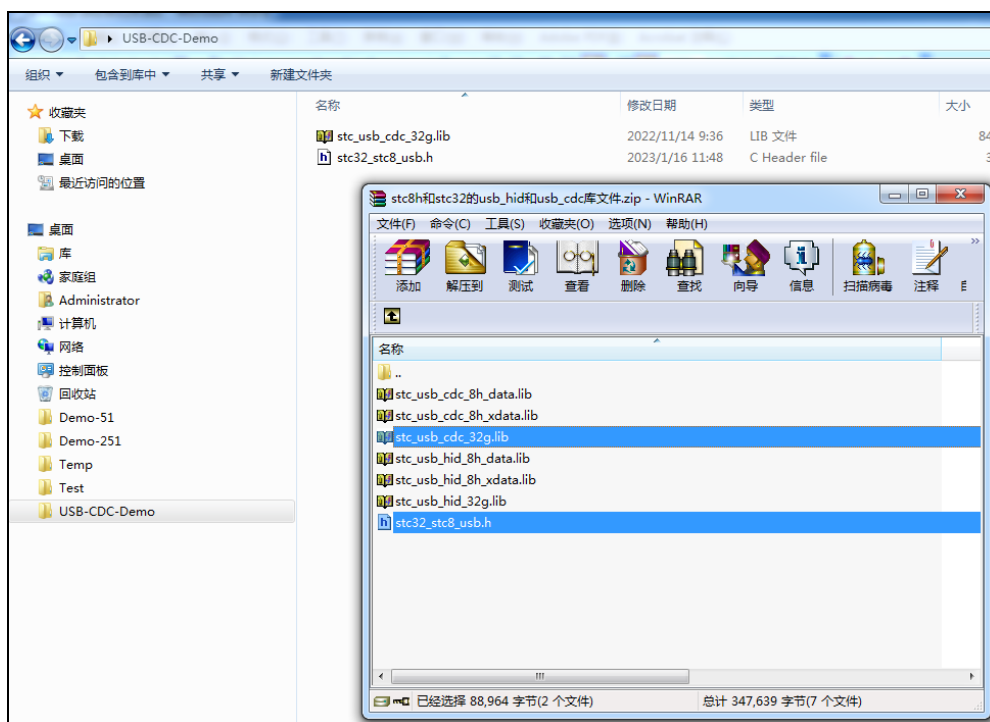 USB-CDC-Demo
组织 包含到库中 共享 新建文件夹
收藏夹
下载
桌面
最近访问的位置
桌面
库
家庭组
Administrator
计算机
网络
控制面板
回收站
Demo-51
Demo-251
Temp
Test
USB-CDC-Demo
名称 修改日期 类型 大小
stc_usb_cdc_32g.lib 2022/11/14 9:36 LIB 文件 84
stc32_stc8_usb.h 2023/1/16 11:48 C Header file
stc8h和stc32的usb_hid和usb_cdc库文件.zip - WinRAR
文件(F) 命令(C) 工具(S) 收藏夹(O) 选项(N) 帮助(H)
添加 解压到 测试 查看 删除 查找 向导 信息 扫描病毒 注释
名称
..
stc_usb_cdc_8h_data.lib
stc_usb_cdc_8h_xdata.lib
stc_usb_cdc_32g.lib
stc_usb_hid_8h_data.lib
stc_usb_hid_8h_xdata.lib
stc_usb_hid_32g.lib
stc32_stc8_usb.h
已经选择 88,964 字节(2 个文件) 总计 347,639 字节(7 个文件)